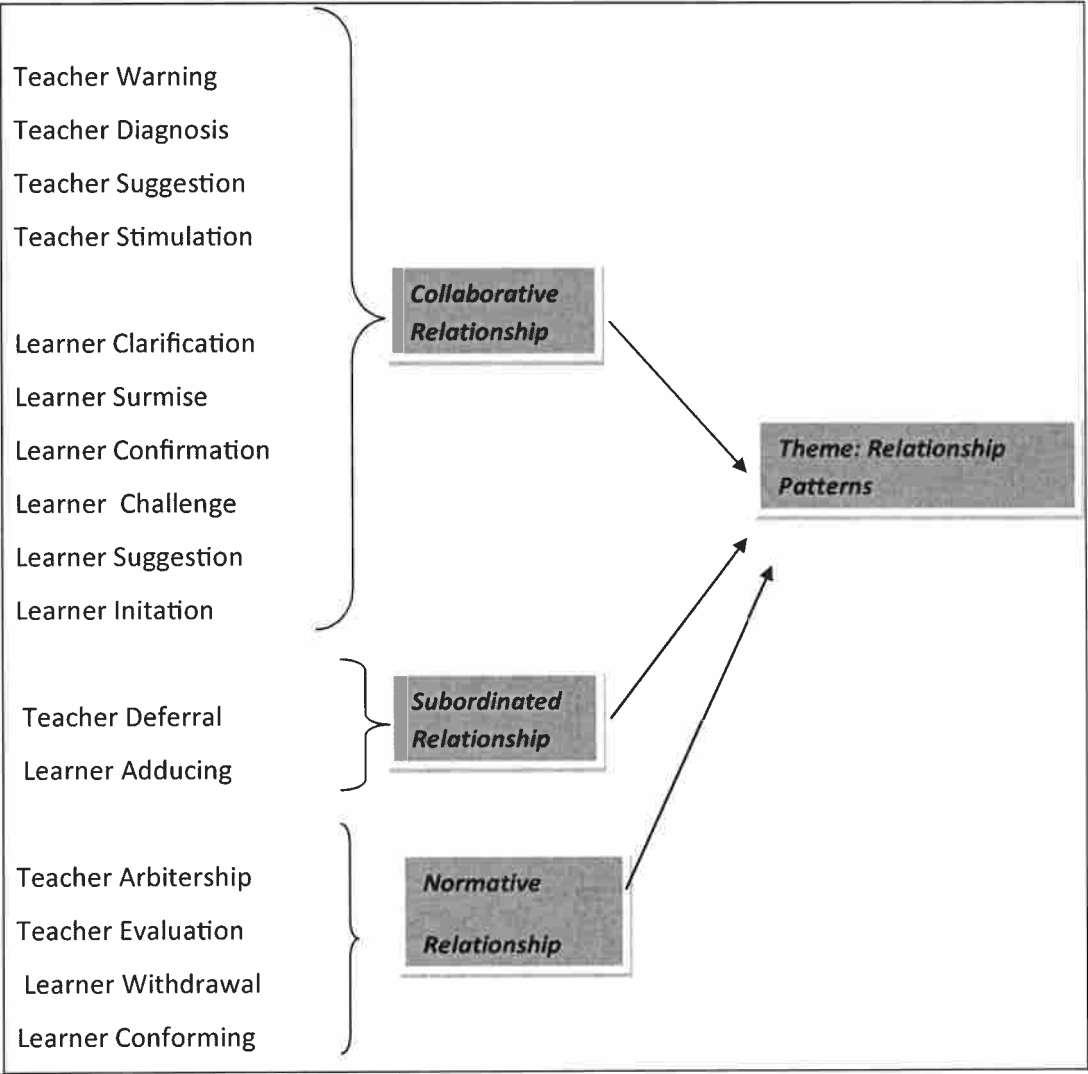 Teacher Warning
Teacher Diagnosis
Teacher Suggestion
Teacher Stimulation
Learner Clarification
Learner Surmise
Learner Confirmation
Learner Challenge
Learner Suggestion
Learner Initation
Collaborative
Relationship
Teacher Deferral
Learner Adducing
Subordinated
Relationship
Teacher Arbitership
Teacher Evaluation
Learner Withdrawal
Learner Conforming
Normative
Relationship
Theme: Relationship
Patterns